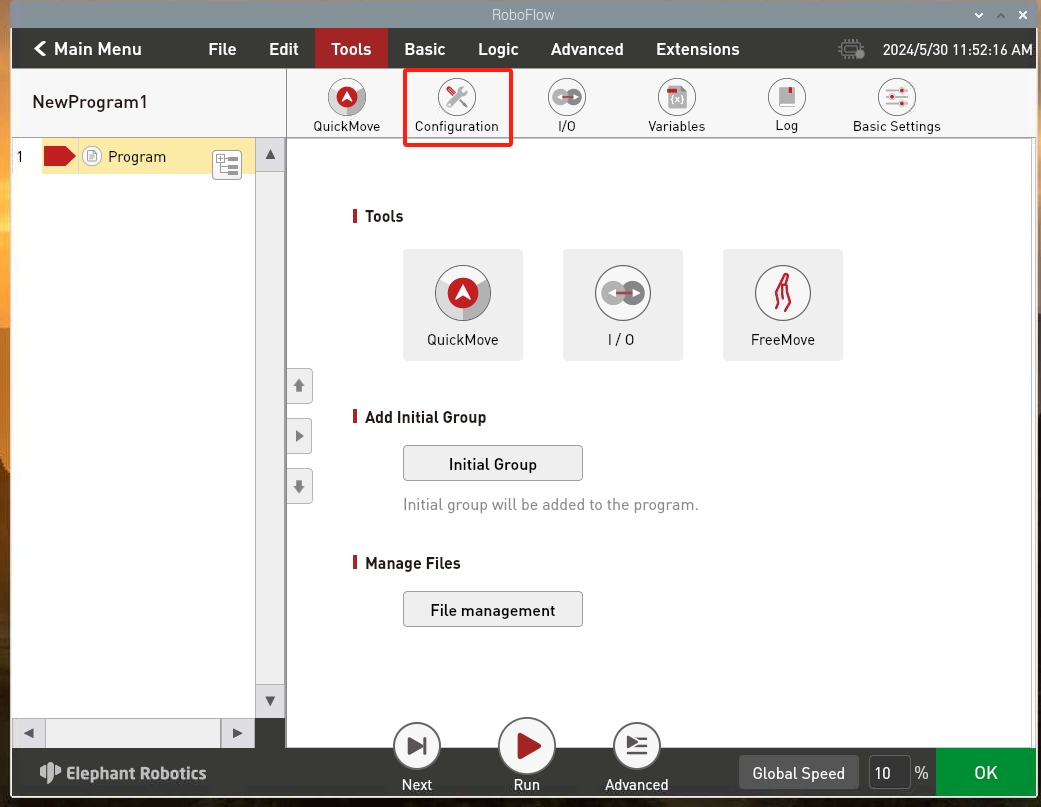 RoboFlow
Main Menu File Edit Tools Basic Logic Advanced Extensions 2024/5/30 11:52:16 AM
NewProgram1
QuickMove Configuration I/O Variables Log Basic Settings
1 Program
Tools
QuickMove I / O FreeMove
Add Initial Group
Initial Group
Initial group will be added to the program.
Manage Files
File management
Elephant Robotics Next Run Advanced Global Speed 10 % OK